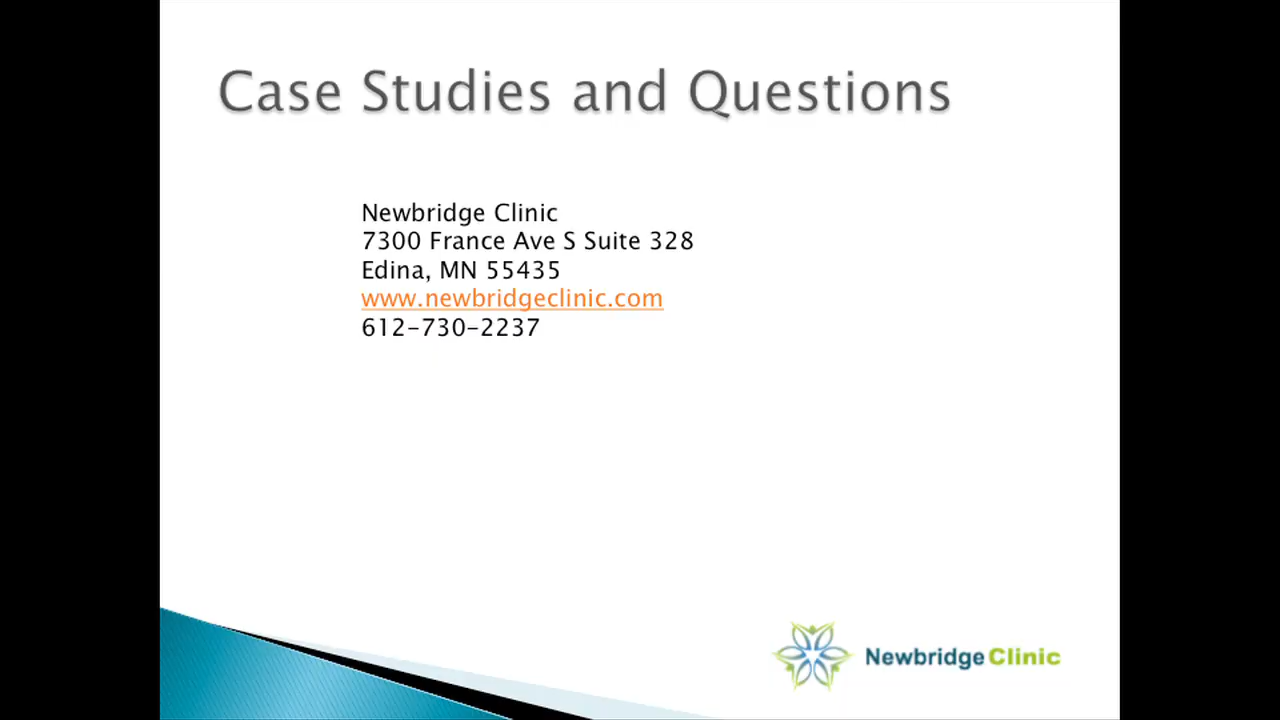 Case Studies and Questions
Newbridge Clinic
7300 France Ave S Suite 328
Edina, MN 55435
www.newbridgeclinic.com
612-730-2237
Newbridge Clinic